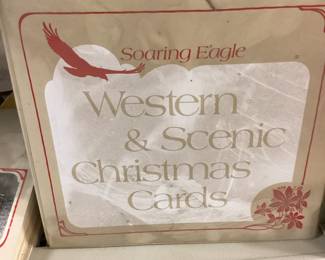 Soaring Eagle
Western
& Scenic
Christmas
Cards